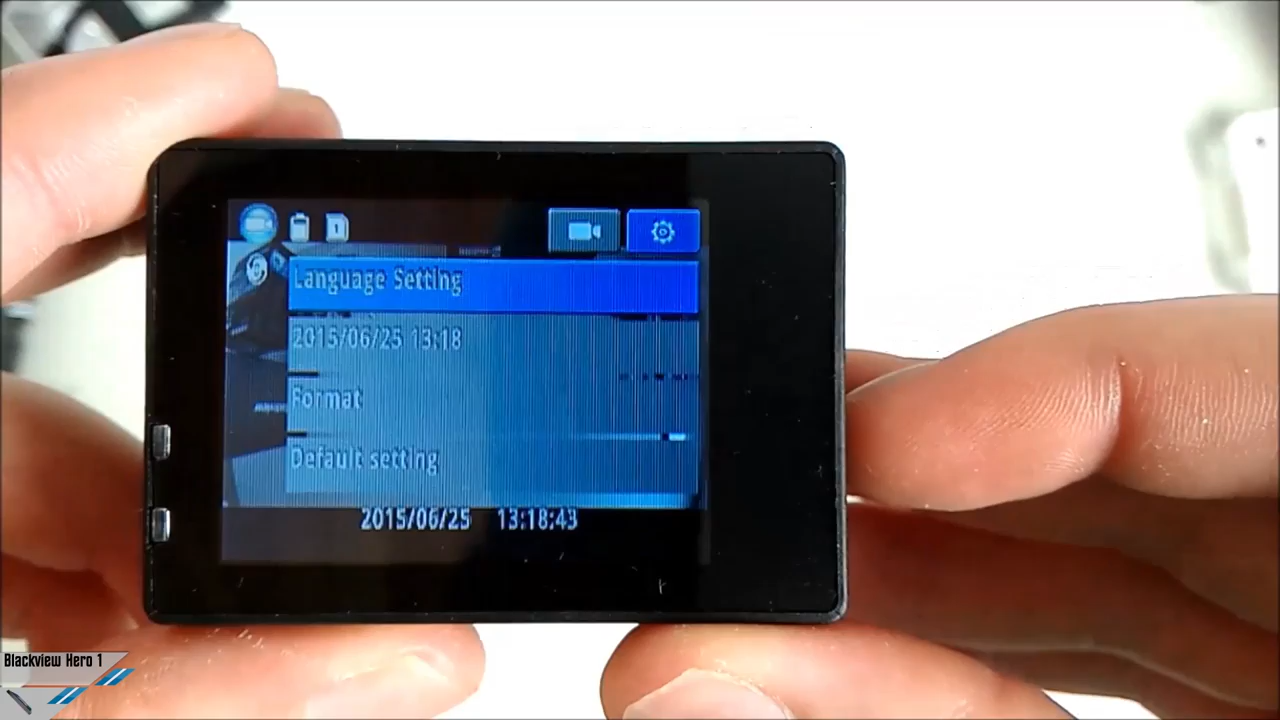 1
Language Setting
2015/06/25 13:18
Format
Default setting
2015/06/25 13:18:43
Blackview Hero 1